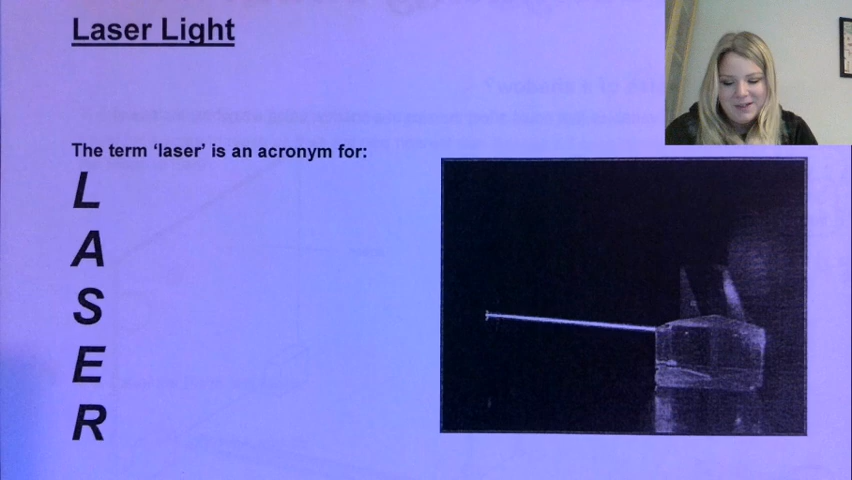 Laser Light
The term ‘laser’ is an acronym for:
L
A
S
E
R